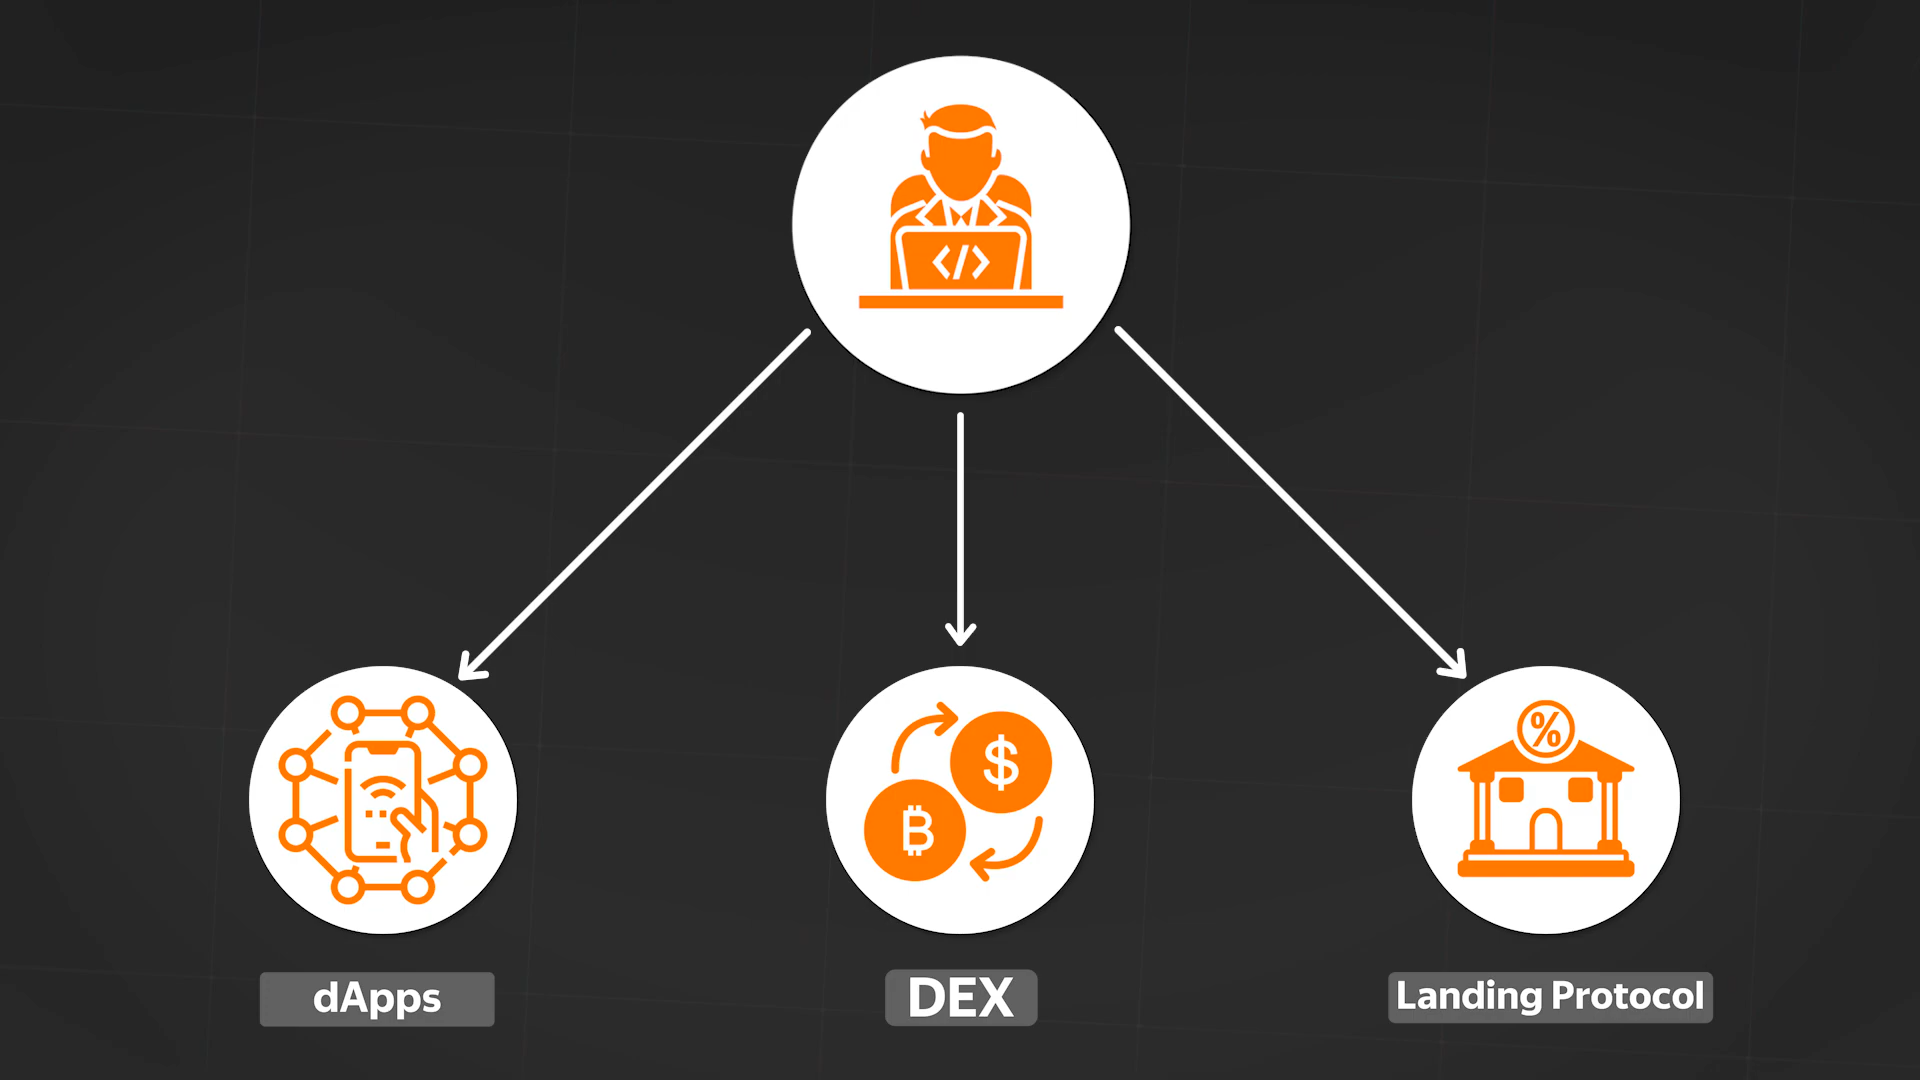 </>
$
B
%
dApps
DEX
Landing Protocol